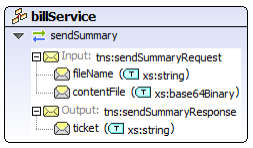 billService
sendSummary
Input: tns:sendSummaryRequest
fileName (T xs:string)
contentFile (T xs:base64Binary)
Output: tns:sendSummaryResponse
ticket (T xs:string)